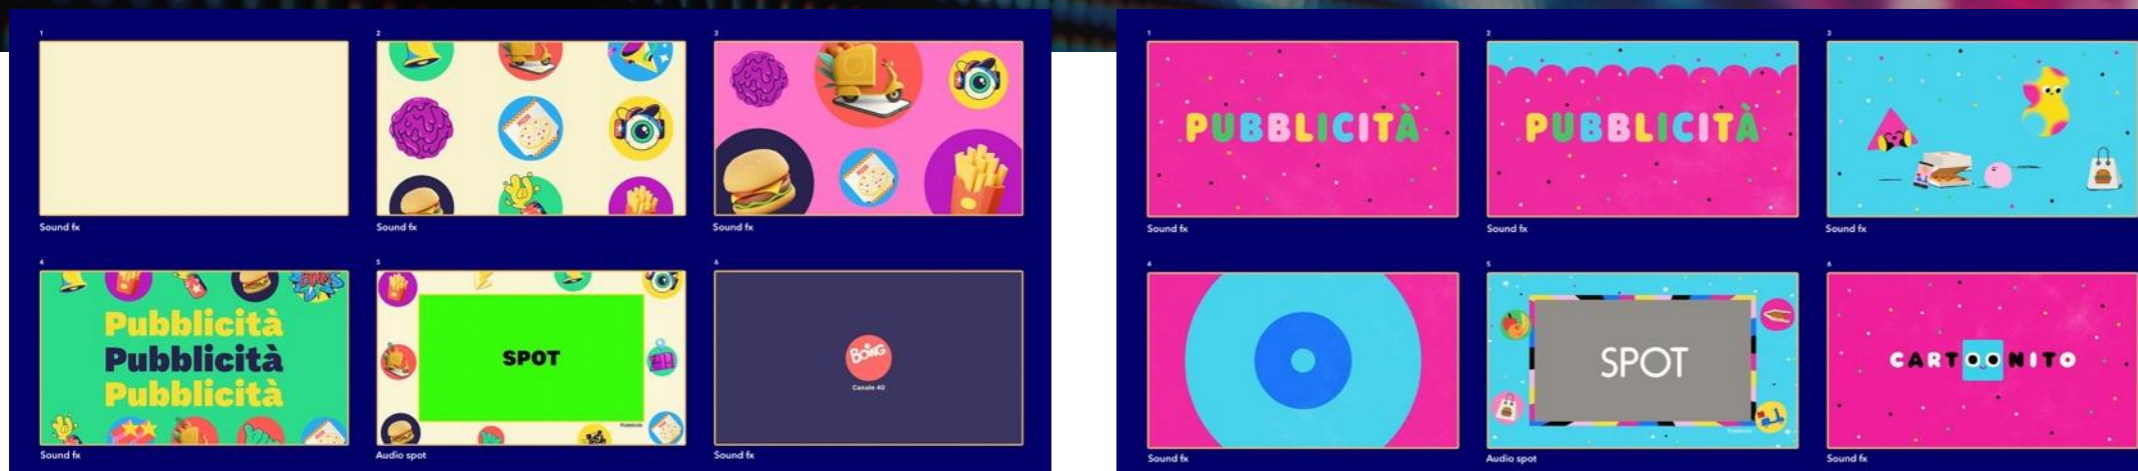 1
2
3
Sound fx
Sound fx
Sound fx
4
5
6
Pubblicità
Pubblicità
Pubblicità
SPOT
Pubblicità
BOING
Canale 40
Sound fx
Audio spot
Sound fx
1
2
3
PUBBLICITÀ
PUBBLICITÀ
Sound fx
Sound fx
Sound fx
4
5
6
SPOT
Pubblicità
CARTOONITO
Sound fx
Audio spot
Sound fx